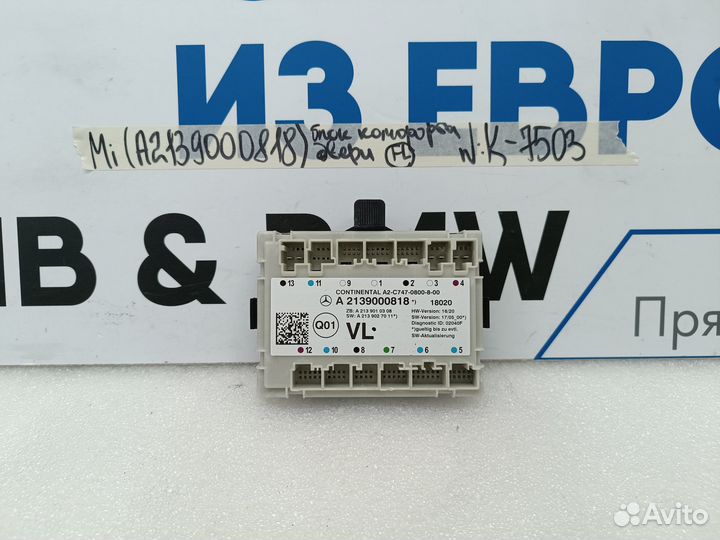 ИЗ ЕВРО
Mi (A2139000818) блок комфорта двери (FL) N: K-7503
& BMW
Пря
13 11 9 1 2 3 4
CONTINENTAL A2-C747-0800-8-00
A 2139000818 *) 18020
ZB: A 213 901 03 08
SW: A 213 902 70 11*)
HW-Version: 16/20
SW-Version: 17/05_00*)
Diagnostic ID: 02040F
*)gueltig bis zu evtl.
SW-Aktualisierung
Q01
VL
12 10 8 7 6 5
Avito